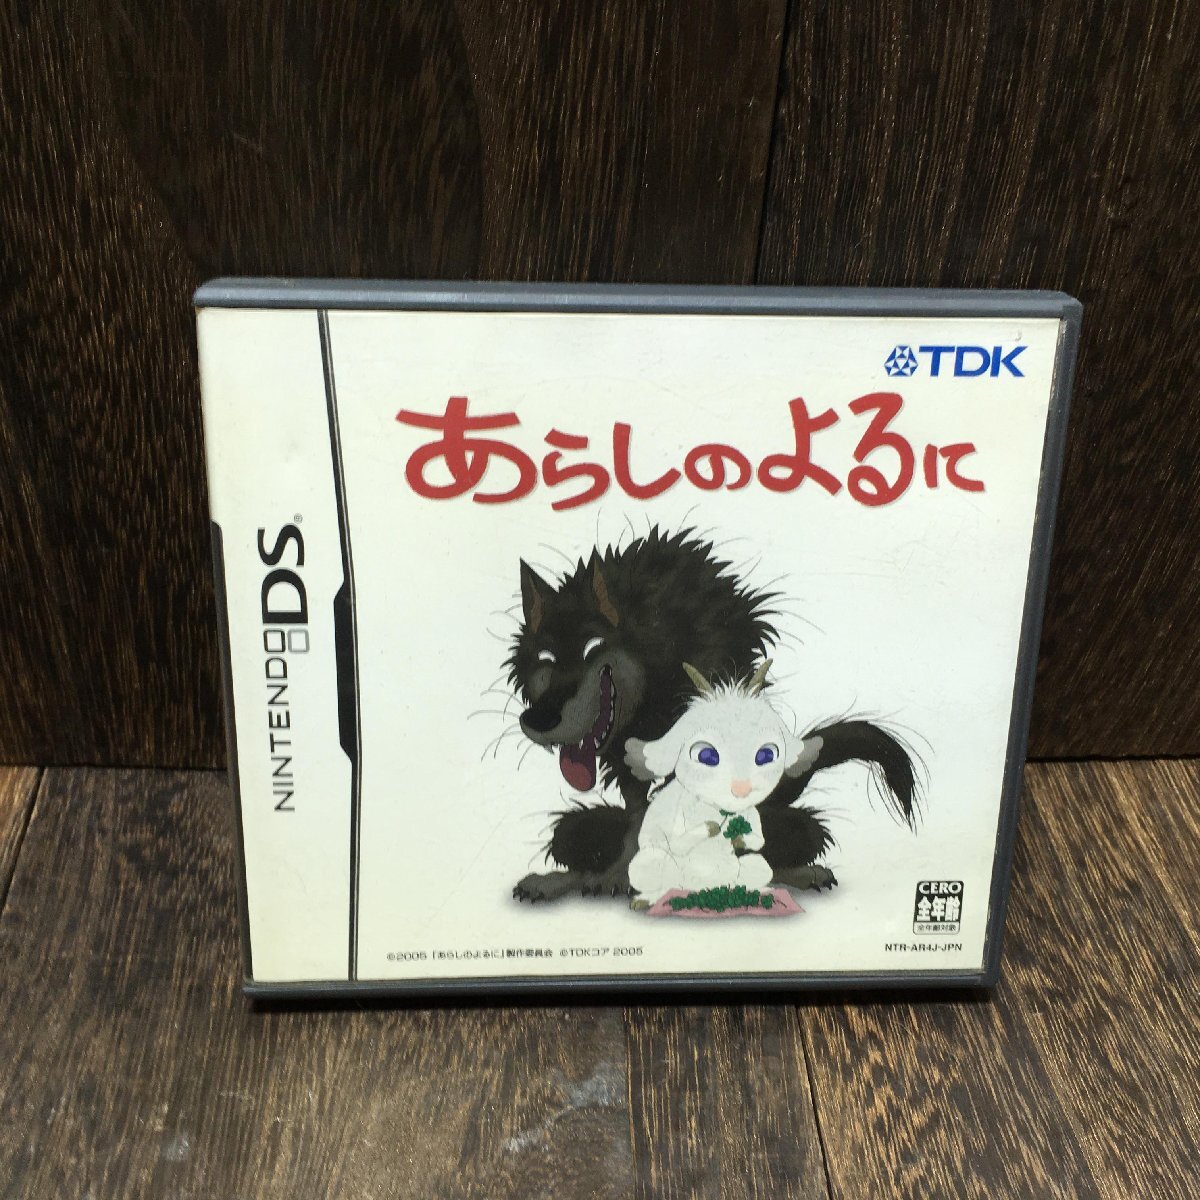 TDK
あらしのよるに
NINTENDO DS®
CERO
全年齢
全年齢対象
NTR-AR4J-JPN
©2005「あらしのよるに」製作委員会 ©TDKコア 2005